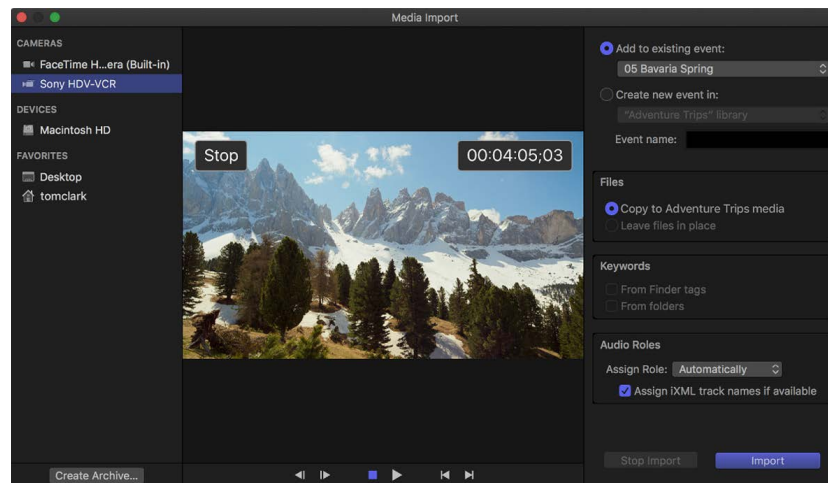 Media Import
CAMERAS
FaceTime H...era (Built-in)
Sony HDV-VCR
DEVICES
Macintosh HD
FAVORITES
Desktop
tomclark
Create Archive...
Stop
00:04:05;03
Add to existing event:
05 Bavaria Spring
Create new event in:
"Adventure Trips" library
Event name:
Files
Copy to Adventure Trips media
Leave files in place
Keywords
From Finder tags
From folders
Audio Roles
Assign Role: Automatically
Assign iXML track names if available
Stop Import
Import